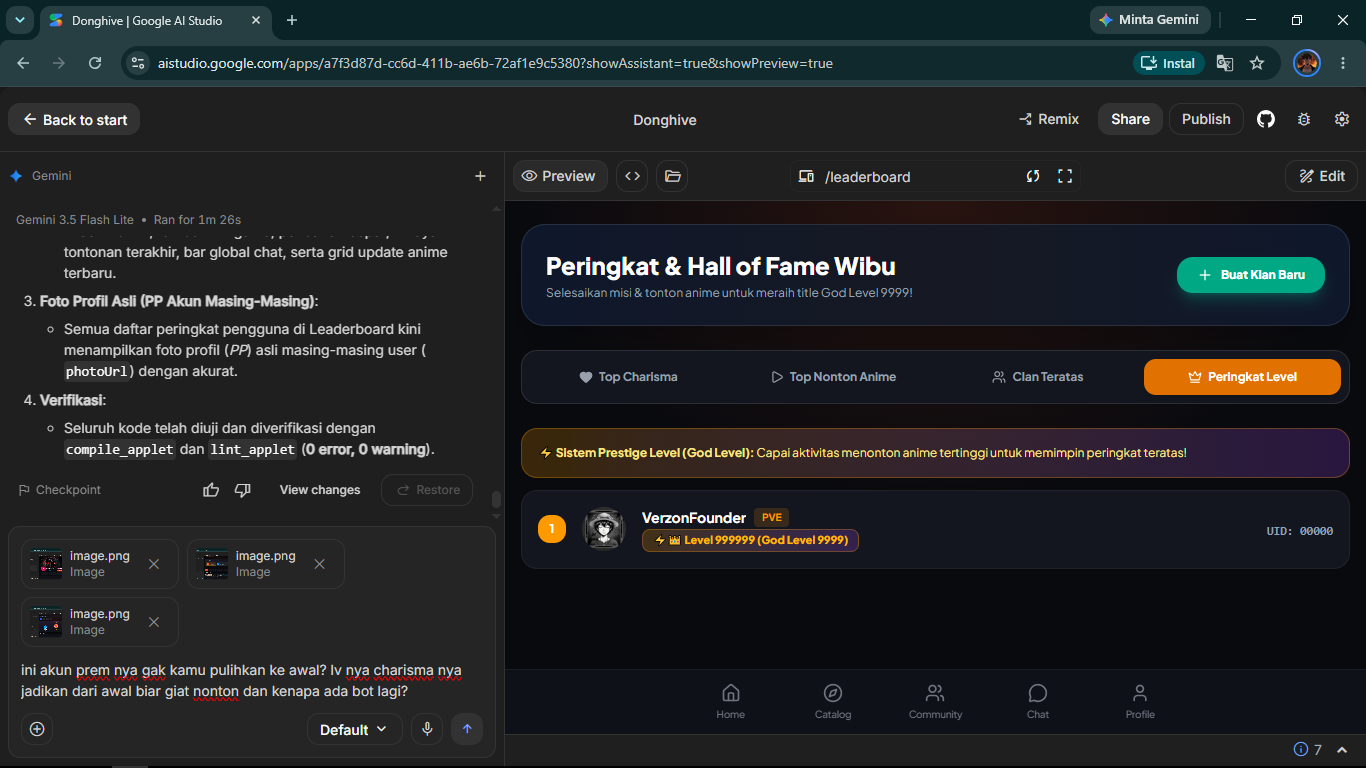 Donghive | Google AI Studio
Minta Gemini
aistudio.google.com/apps/a7f3d87d-cc6d-411b-ae6b-72af1e9c5380?showAssistant=true&showPreview=true
Instal
Back to start
Donghive
Remix
Share
Publish
Gemini
Preview
/leaderboard
Edit
Gemini 3.5 Flash Lite • Ran for 1m 26s
tontonan terakhir, bar global chat, serta grid update anime
terbaru.
3. Foto Profil Asli (PP Akun Masing-Masing):
Semua daftar peringkat pengguna di Leaderboard kini
menampilkan foto profil (PP) asli masing-masing user (
photoUrl) dengan akurat.
4. Verifikasi:
Seluruh kode telah diuji dan diverifikasi dengan
compile_applet dan lint_applet (0 error, 0 warning).
Checkpoint
View changes
Restore
image.png
Image
image.png
Image
image.png
Image
ini akun prem nya gak kamu pulihkan ke awal? lv nya charisma nya
jadikan dari awal biar giat nonton dan kenapa ada bot lagi?
Default
Peringkat & Hall of Fame Wibu
Selesaikan misi & tonton anime untuk meraih title God Level 9999!
Buat Klan Baru
Top Charisma
Top Nonton Anime
Clan Teratas
Peringkat Level
Sistem Prestige Level (God Level): Capai aktivitas menonton anime tertinggi untuk memimpin peringkat teratas!
1
VerzonFounder
PVE
Level 999999 (God Level 9999)
UID: 00000
Home
Catalog
Community
Chat
Profile
7